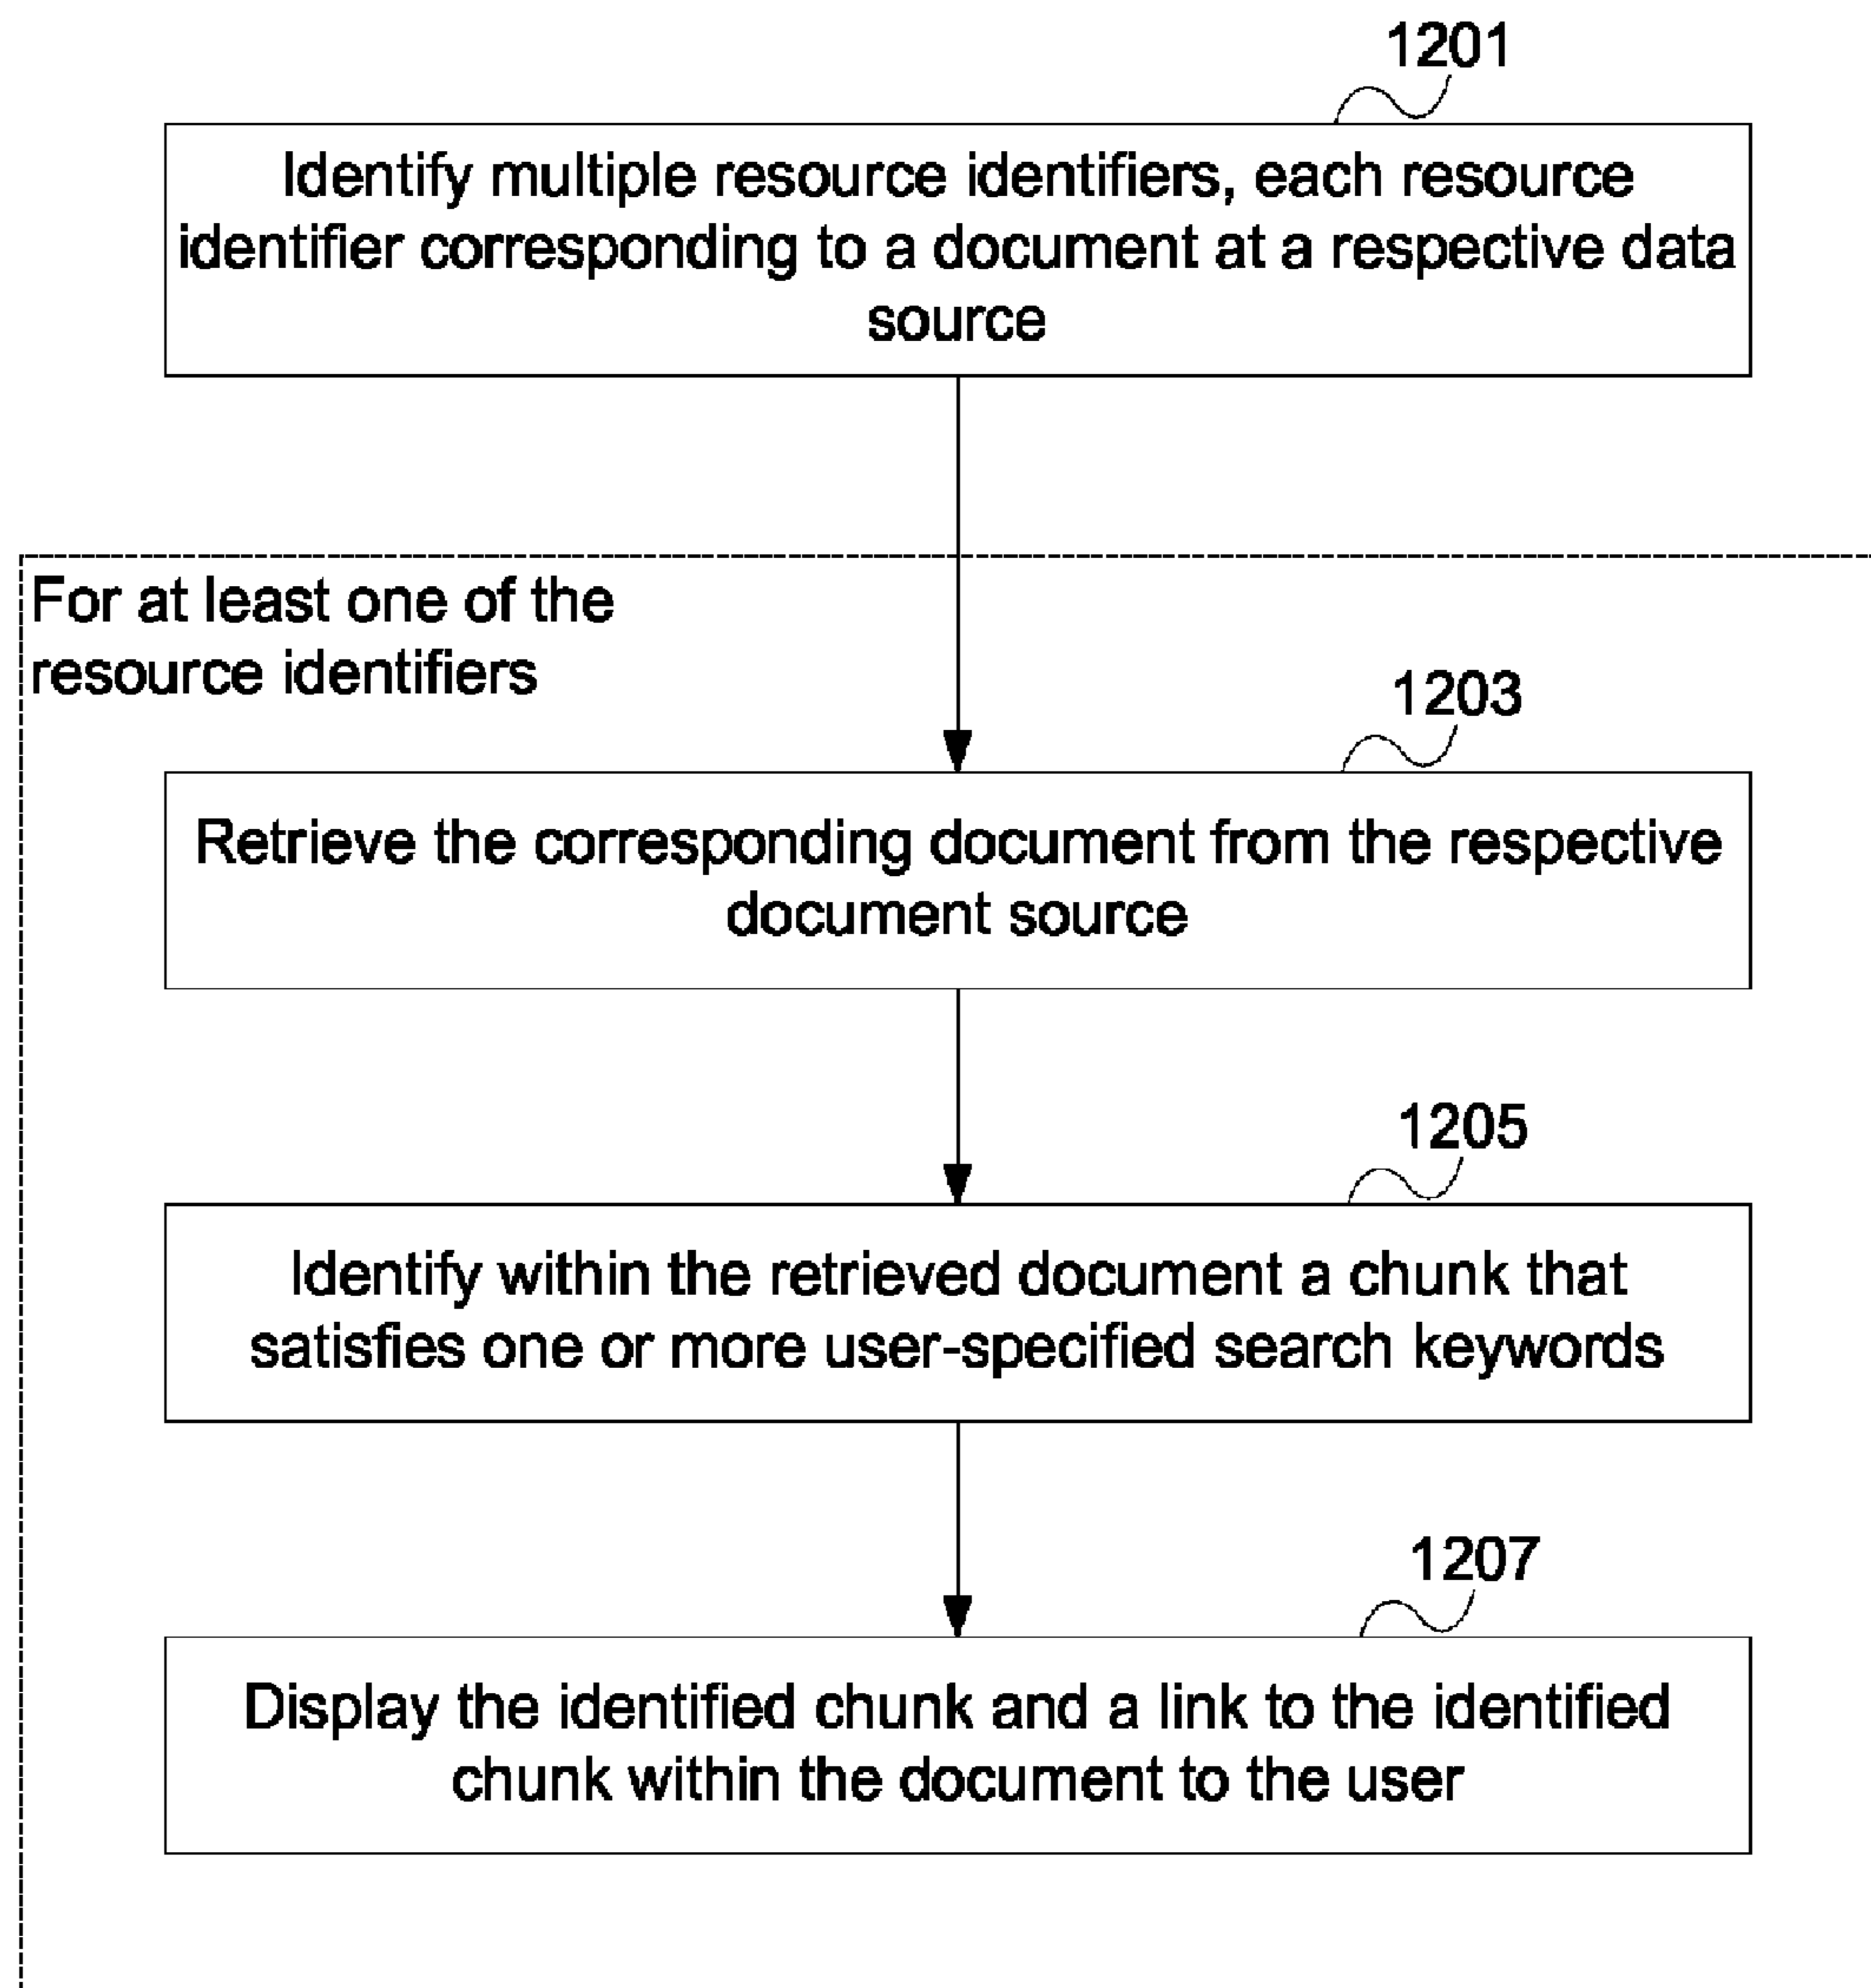 1201
Identify multiple resource identifiers, each resource
identifier corresponding to a document at a respective data
source
For at least one of the
resource identifiers
1203
Retrieve the corresponding document from the respective
document source
1205
Identify within the retrieved document a chunk that
satisfies one or more user-specified search keywords
1207
Display the identified chunk and a link to the identified
chunk within the document to the user